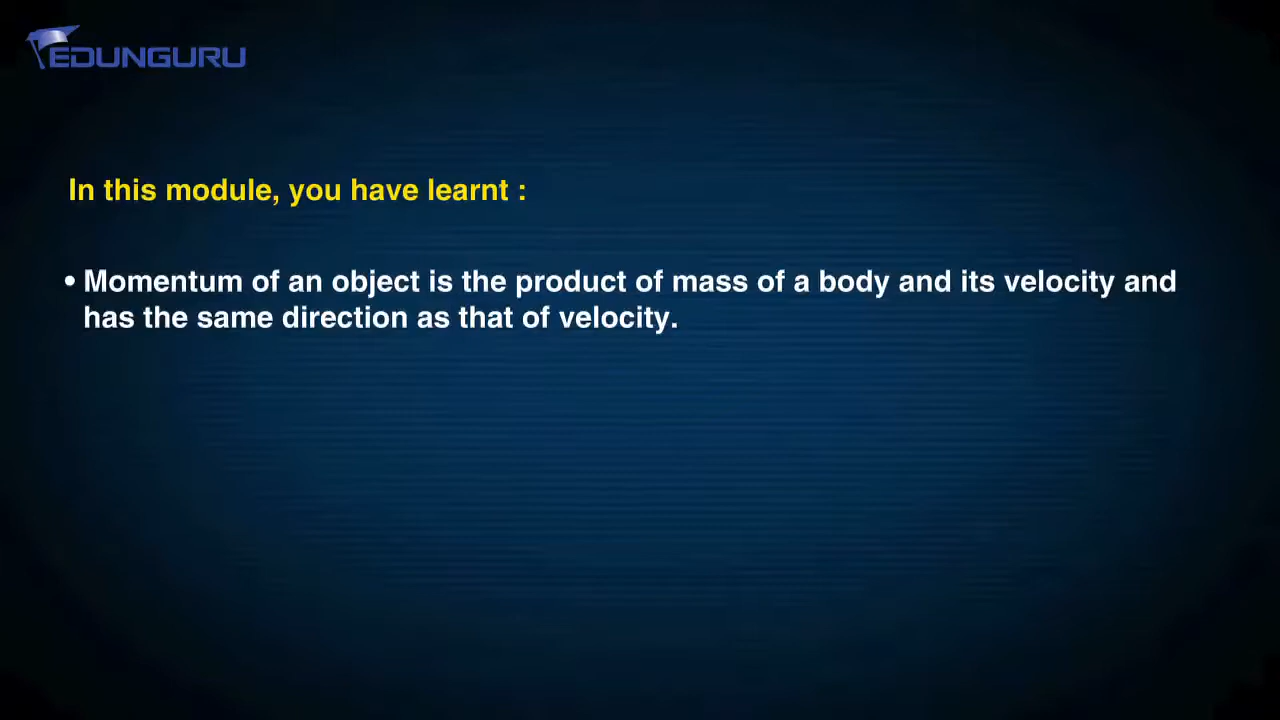 EDUNGURU
In this module, you have learnt :
• Momentum of an object is the product of mass of a body and its velocity and
has the same direction as that of velocity.